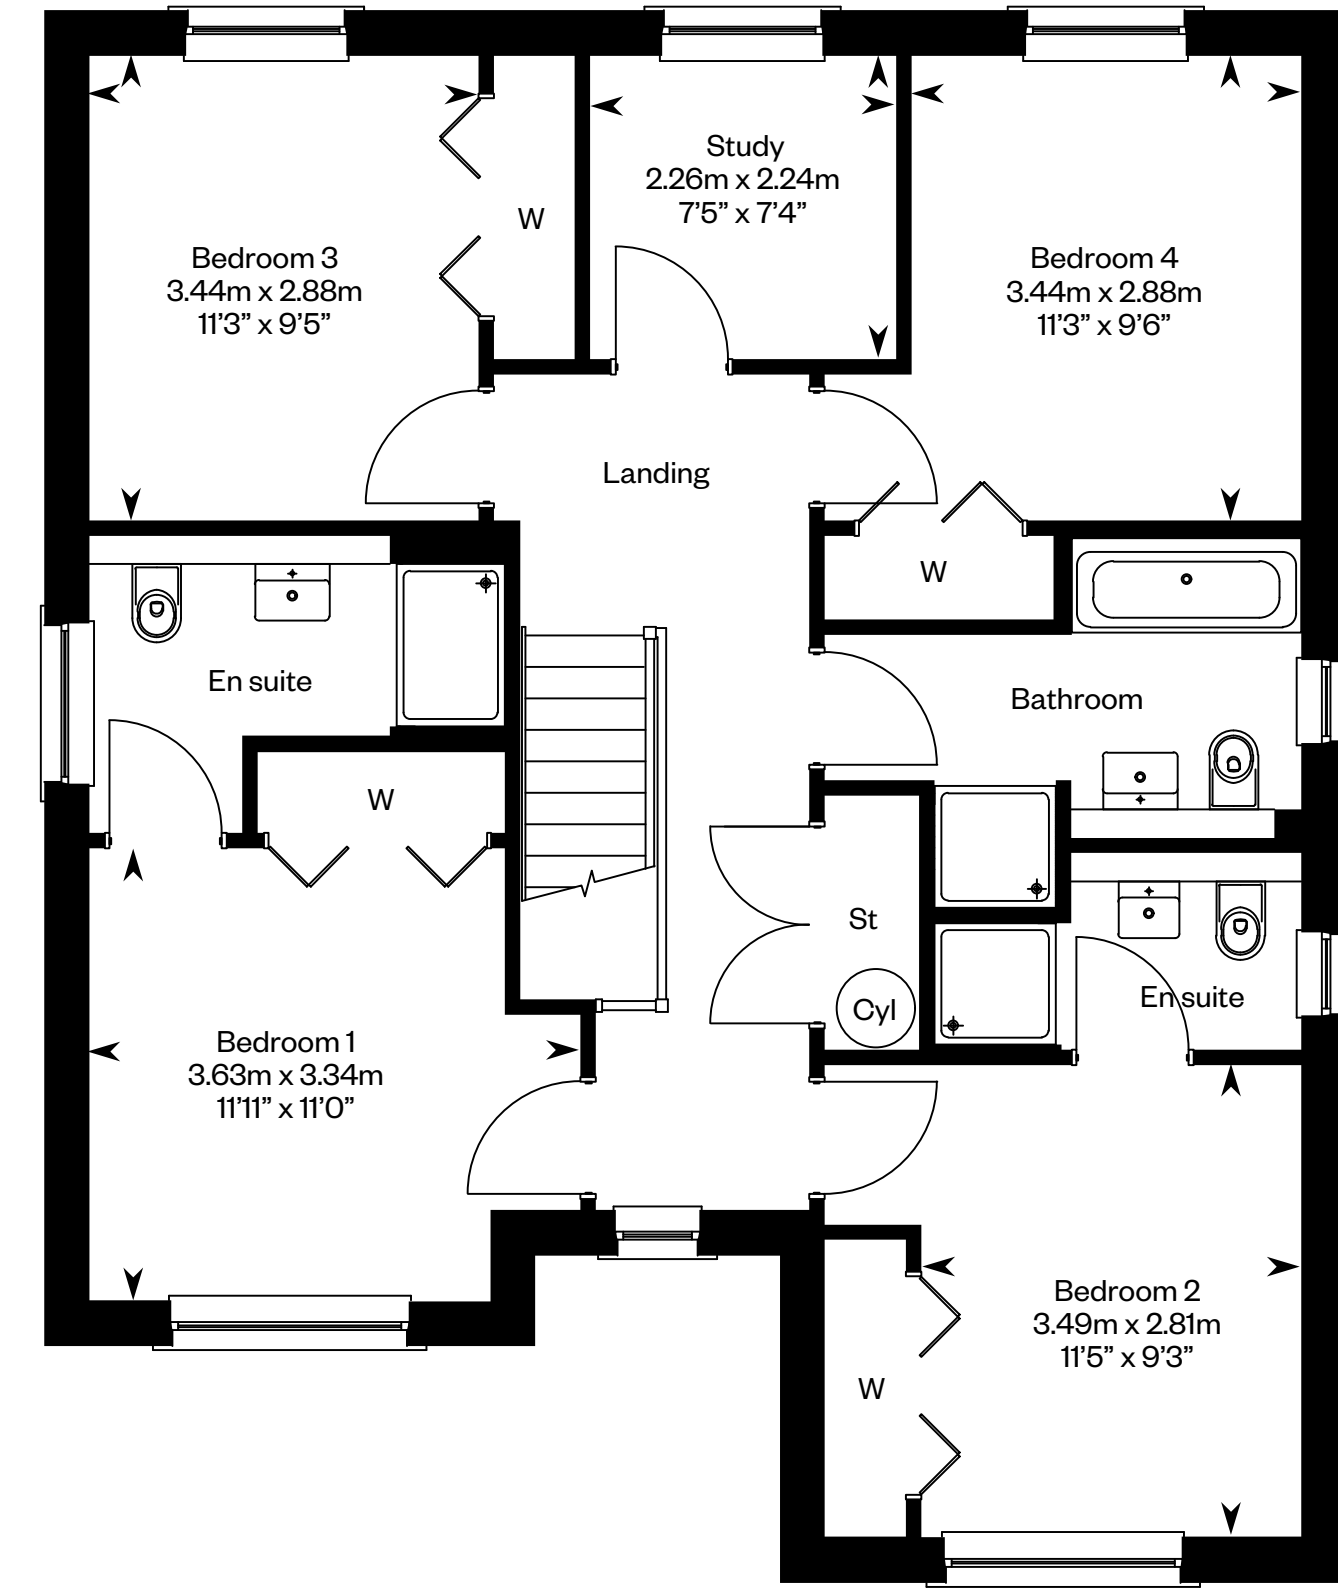 Study
2.26m x 2.24m
7’5” x 7’4”
W
Bedroom 3
3.44m x 2.88m
11’3” x 9’5”
Bedroom 4
3.44m x 2.88m
11’3” x 9’6”
Landing
W
En suite
Bathroom
W
St
Cyl
En suite
Bedroom 1
3.63m x 3.34m
11’11” x 11’0”
Bedroom 2
3.49m x 2.81m
11’5” x 9’3”
W